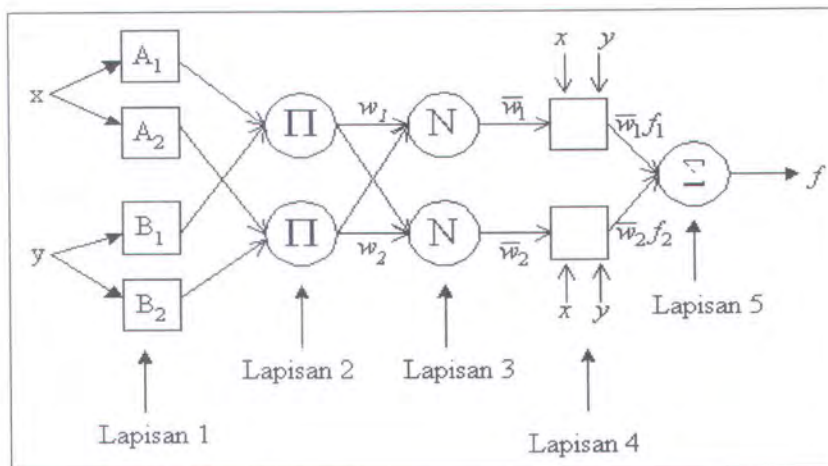 x y
A₁
x
A₂
Π w₁ N w̅₁ w̅₁f₁
Σ f
B₁
y
B₂
Π w₂ N w̅₂ w̅₂f₂
x y
Lapisan 5
Lapisan 2
Lapisan 3
Lapisan 1
Lapisan 4